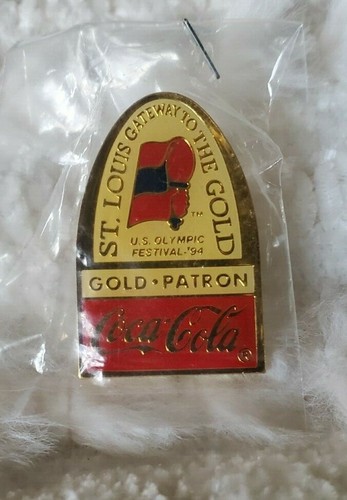 ST. LOUIS GATEWAY TO THE GOLD
TM
U.S. OLYMPIC
FESTIVAL-'94
GOLD • PATRON
Coca-Cola ®